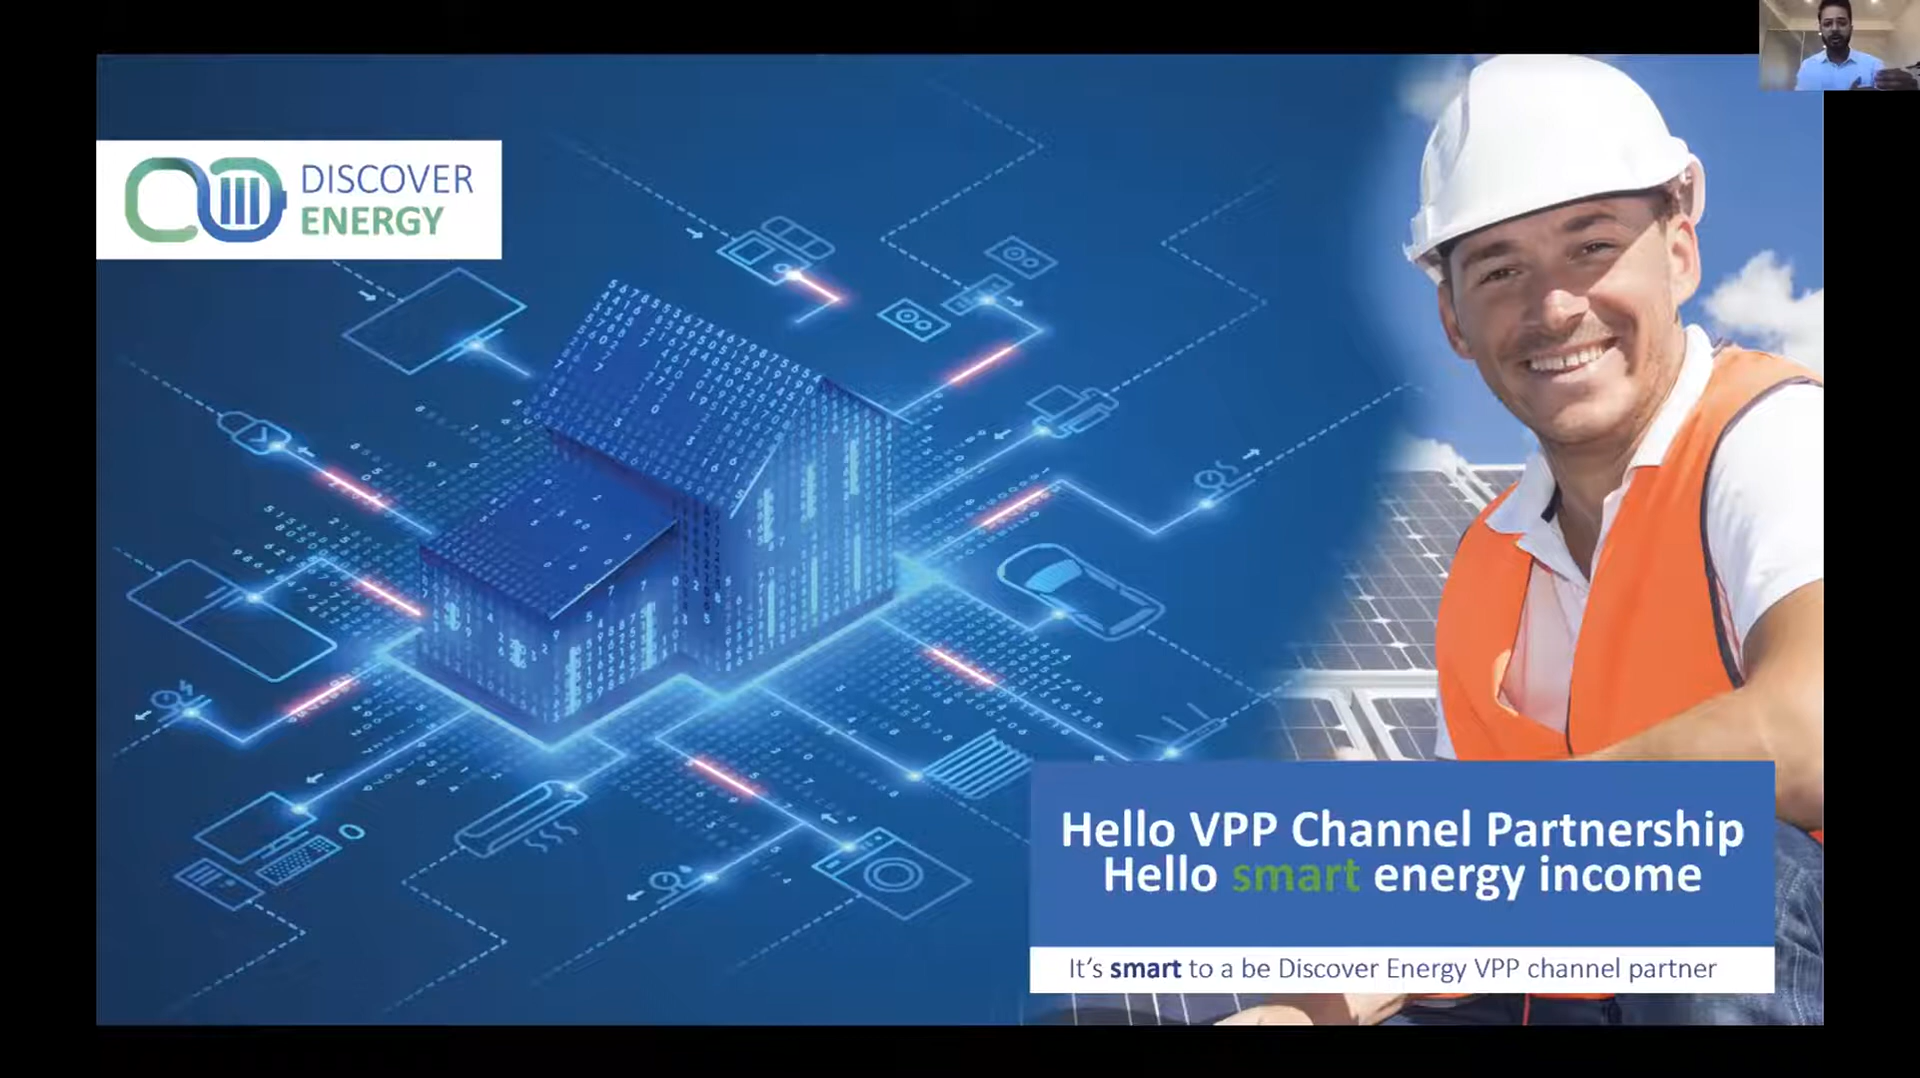 DISCOVER
ENERGY
Hello VPP Channel Partnership
Hello smart energy income
It's smart to a be Discover Energy VPP channel partner